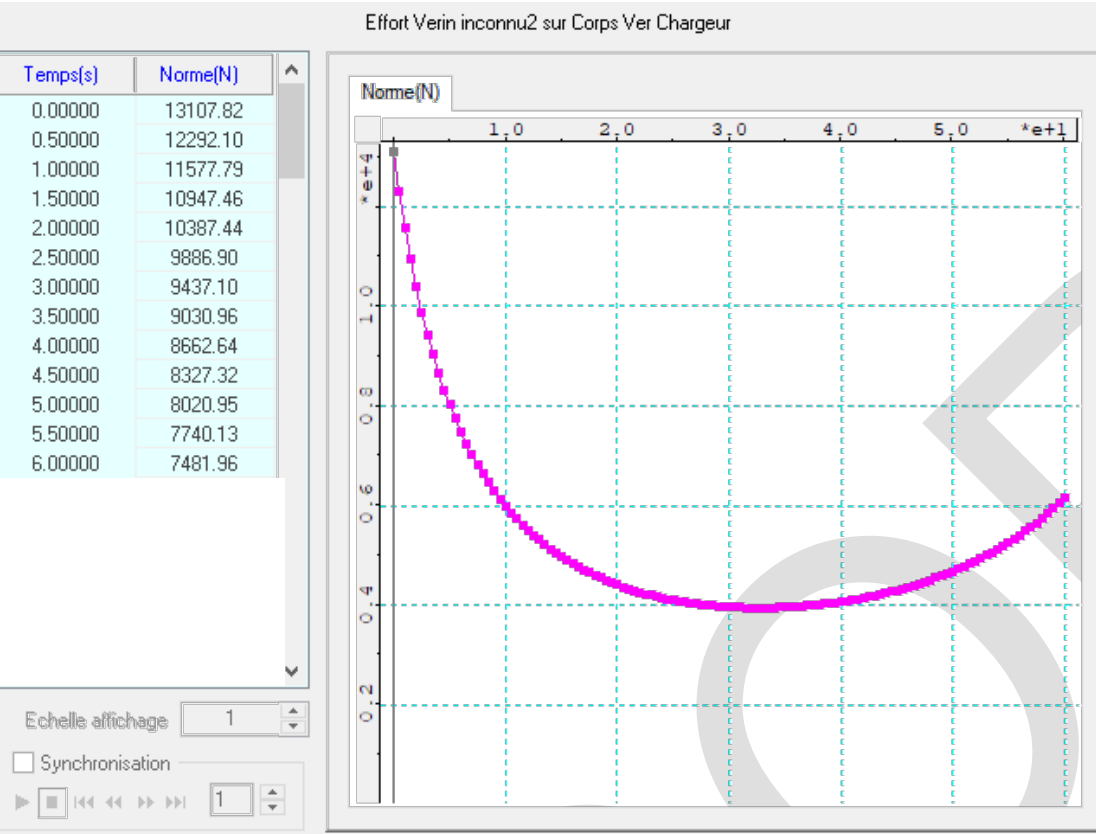 Effort Verin inconnu2 sur Corps Ver Chargeur
Temps(s) Norme(N)
0.00000 13107.82
0.50000 12292.10
1.00000 11577.79
1.50000 10947.46
2.00000 10387.44
2.50000 9886.90
3.00000 9437.10
3.50000 9030.96
4.00000 8662.64
4.50000 8327.32
5.00000 8020.95
5.50000 7740.13
6.00000 7481.96
Echelle affichage 1
Synchronisation
1
Norme(N)
1.0 2.0 3.0 4.0 5.0 *e+1
*e+4
1.0
0.8
0.6
0.4
0.2